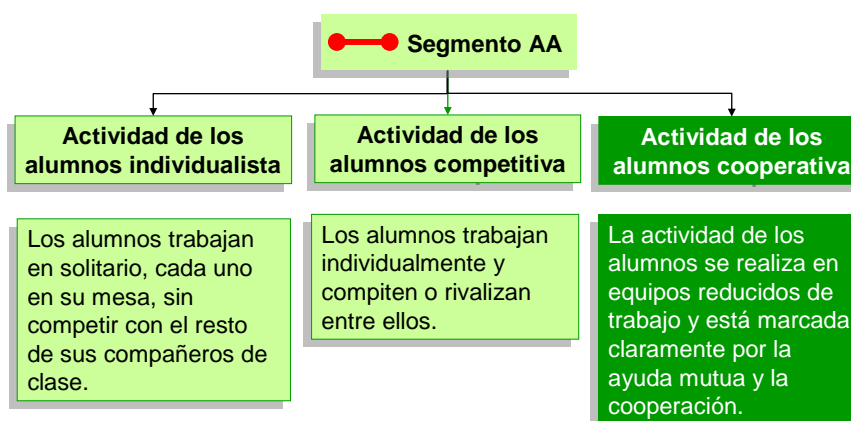 Segmento AA
Actividad de los
alumnos individualista
Actividad de los
alumnos competitiva
Actividad de los
alumnos cooperativa
Los alumnos trabajan
en solitario, cada uno
en su mesa, sin
competir con el resto
de sus compañeros de
clase.
Los alumnos trabajan
individualmente y
compiten o rivalizan
entre ellos.
La actividad de los
alumnos se realiza en
equipos reducidos de
trabajo y está marcada
claramente por la
ayuda mutua y la
cooperación.